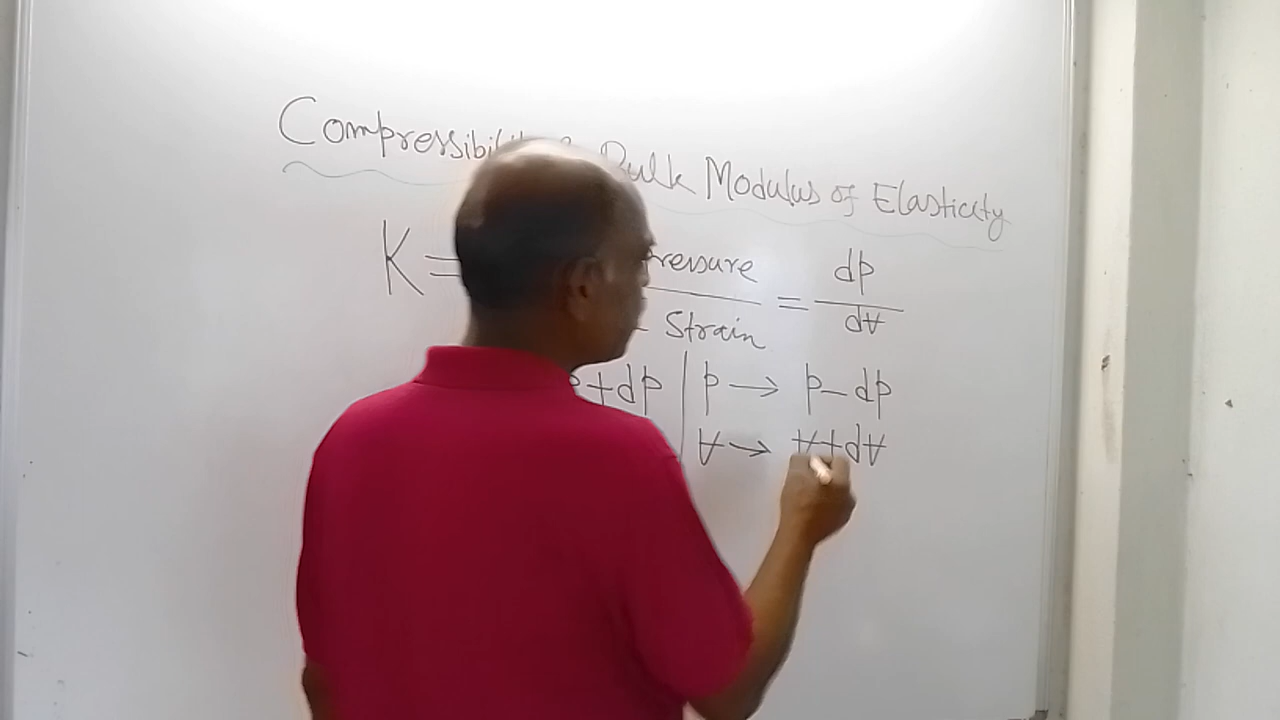 Compressibility & Bulk Modulus of Elasticity
K = Pressure / Strain = dp / d∀
p+dp | p → p-dp
∀ → ∀+d∀